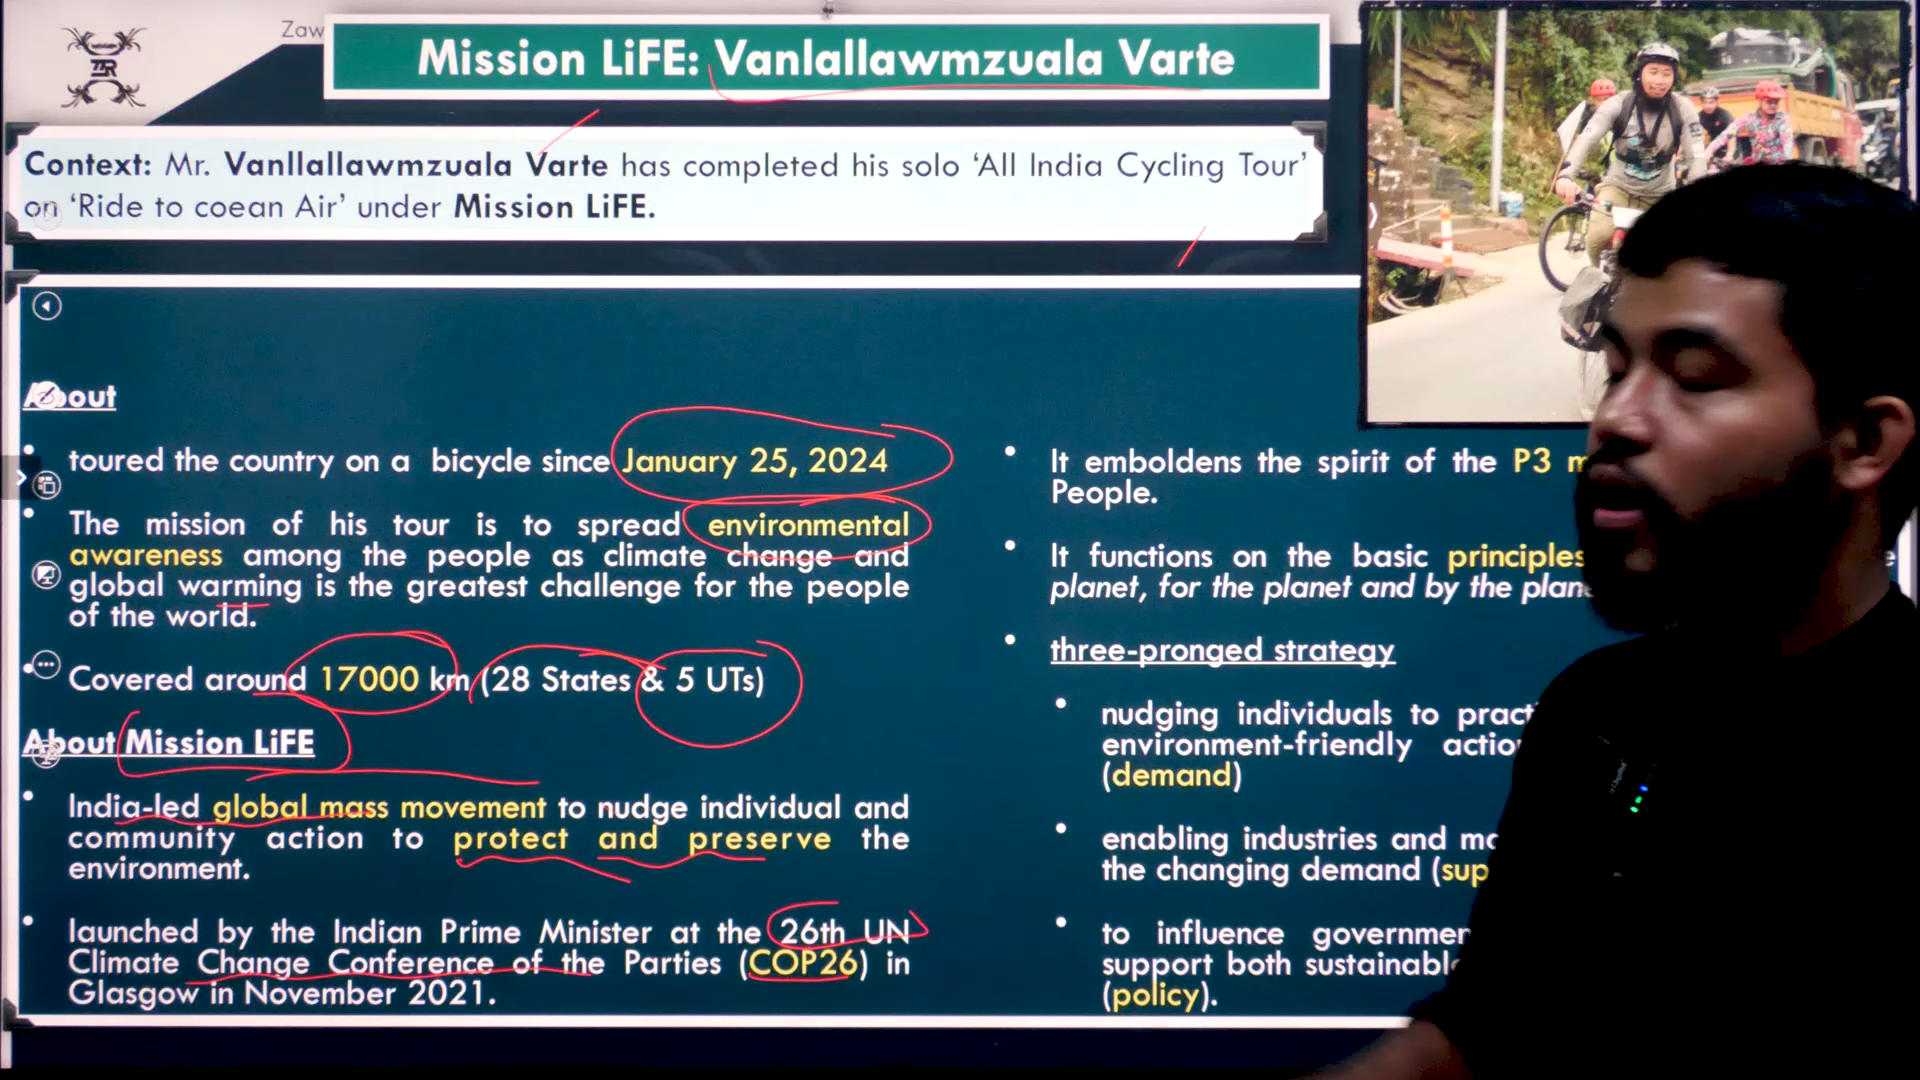 Zaw
Mission LiFE: Vanlallawmzuala Varte
Context: Mr. Vanllallawmzuala Varte has completed his solo ‘All India Cycling Tour’
on ‘Ride to coean Air’ under Mission LiFE.
About
toured the country on a bicycle since January 25, 2024
The mission of his tour is to spread environmental
awareness among the people as climate change and
global warming is the greatest challenge for the people
of the world.
Covered around 17000 km (28 States & 5 UTs)
About Mission LiFE
India-led global mass movement to nudge individual and
community action to protect and preserve the
environment.
launched by the Indian Prime Minister at the 26th UN
Climate Change Conference of the Parties (COP26) in
Glasgow in November 2021.
It emboldens the spirit of the P3
People.
It functions on the basic principles
planet, for the planet and by the
three-pronged strategy
nudging individuals to
environment-friendly
(demand)
enabling industries and
the changing demand
to influence
support both
(policy).